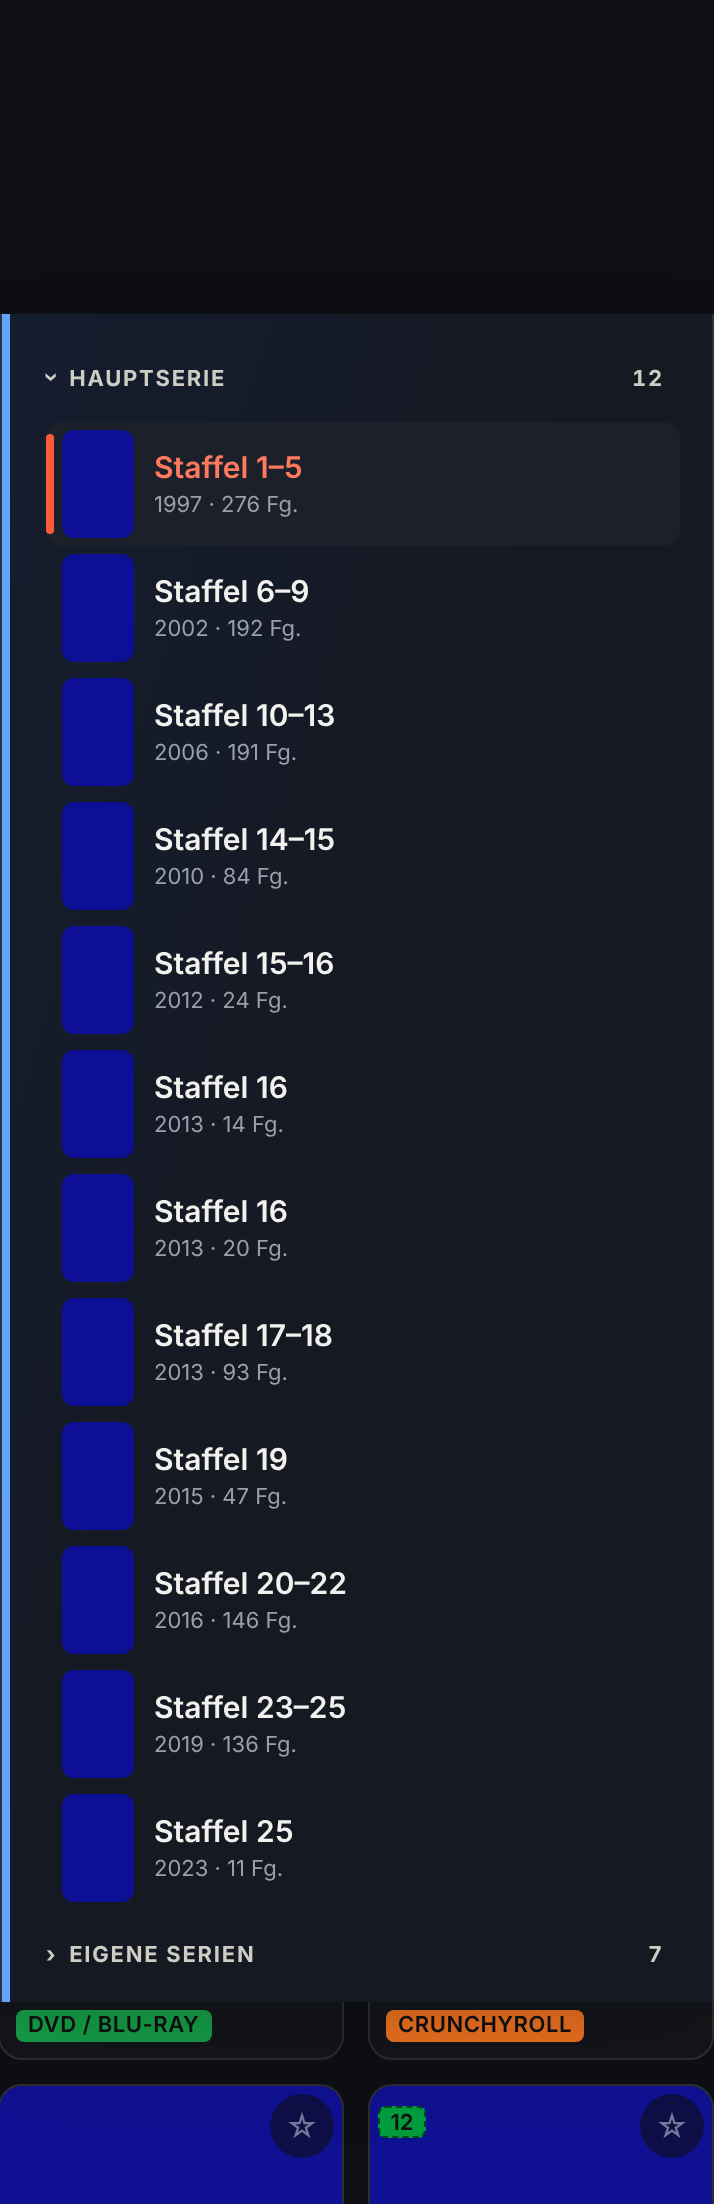 HAUPTSERIE 12
Staffel 1–5
1997 · 276 Fg.
Staffel 6–9
2002 · 192 Fg.
Staffel 10–13
2006 · 191 Fg.
Staffel 14–15
2010 · 84 Fg.
Staffel 15–16
2012 · 24 Fg.
Staffel 16
2013 · 14 Fg.
Staffel 16
2013 · 20 Fg.
Staffel 17–18
2013 · 93 Fg.
Staffel 19
2015 · 47 Fg.
Staffel 20–22
2016 · 146 Fg.
Staffel 23–25
2019 · 136 Fg.
Staffel 25
2023 · 11 Fg.
EIGENE SERIEN 7
DVD / BLU-RAY CRUNCHYROLL
12